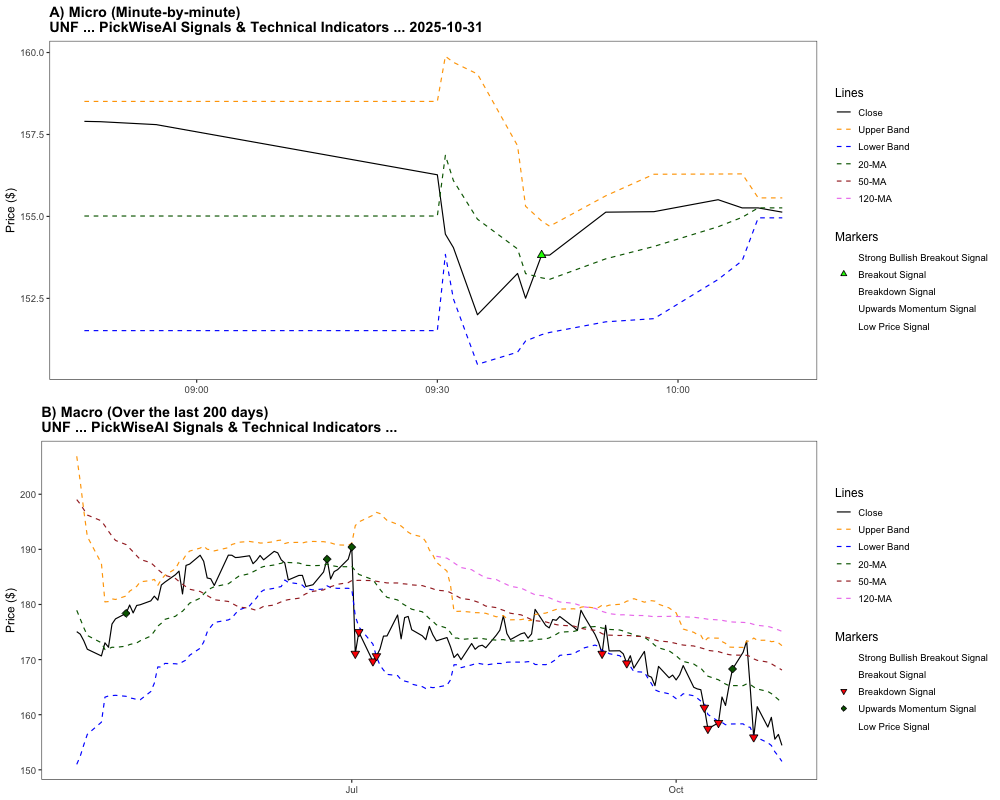 A) Micro (Minute-by-minute)
UNF ... PickWiseAI Signals & Technical Indicators ... 2025-10-31
Price ($)
160.0
157.5
155.0
152.5
09:00
09:30
10:00
Lines
Close
Upper Band
Lower Band
20-MA
50-MA
120-MA
Markers
Strong Bullish Breakout Signal
Breakout Signal
Breakdown Signal
Upwards Momentum Signal
Low Price Signal
B) Macro (Over the last 200 days)
UNF ... PickWiseAI Signals & Technical Indicators ...
Price ($)
200
190
180
170
160
150
Jul
Oct
Lines
Close
Upper Band
Lower Band
20-MA
50-MA
120-MA
Markers
Strong Bullish Breakout Signal
Breakout Signal
Breakdown Signal
Upwards Momentum Signal
Low Price Signal